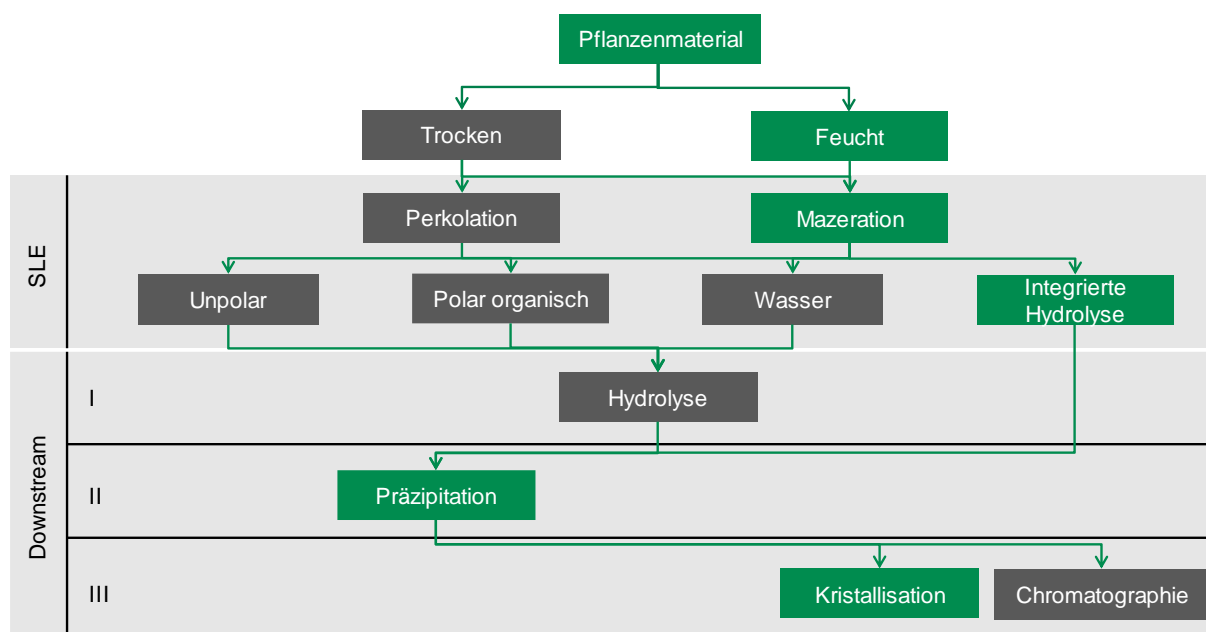 Pflanzenmaterial
Trocken
Feucht
SLE
Perkolation
Mazeration
Unpolar
Polar organisch
Wasser
Integrierte
Hydrolyse
Downstream
I
Hydrolyse
II
Präzipitation
III
Kristallisation
Chromatographie